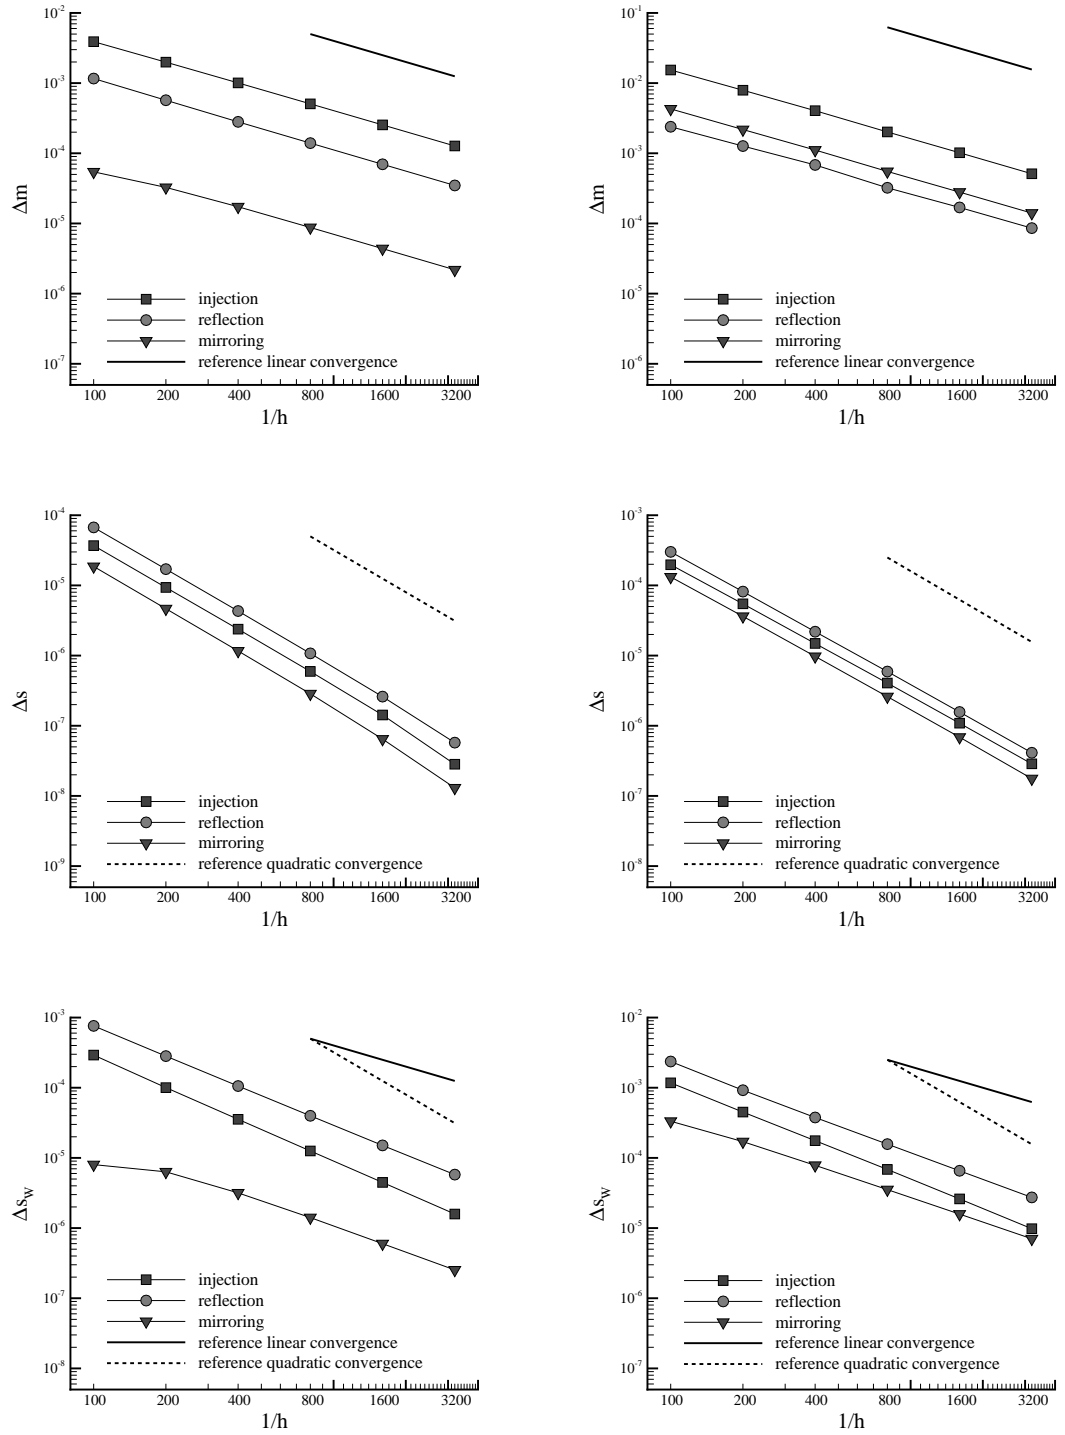 10^-2
10^-3
10^-4
10^-5
10^-6
10^-7
Δm
injection
reflection
mirroring
reference linear convergence
100 200 400 800 1600 3200
1/h
10^-1
10^-2
10^-3
10^-4
10^-5
10^-6
Δm
injection
reflection
mirroring
reference linear convergence
100 200 400 800 1600 3200
1/h
10^-4
10^-5
10^-6
10^-7
10^-8
10^-9
Δs
injection
reflection
mirroring
reference quadratic convergence
100 200 400 800 1600 3200
1/h
10^-3
10^-4
10^-5
10^-6
10^-7
10^-8
Δs
injection
reflection
mirroring
reference quadratic convergence
100 200 400 800 1600 3200
1/h
10^-3
10^-4
10^-5
10^-6
10^-7
10^-8
Δs_w
injection
reflection
mirroring
reference linear convergence
reference quadratic convergence
100 200 400 800 1600 3200
1/h
10^-2
10^-3
10^-4
10^-5
10^-6
10^-7
Δs_w
injection
reflection
mirroring
reference linear convergence
reference quadratic convergence
100 200 400 800 1600 3200
1/h